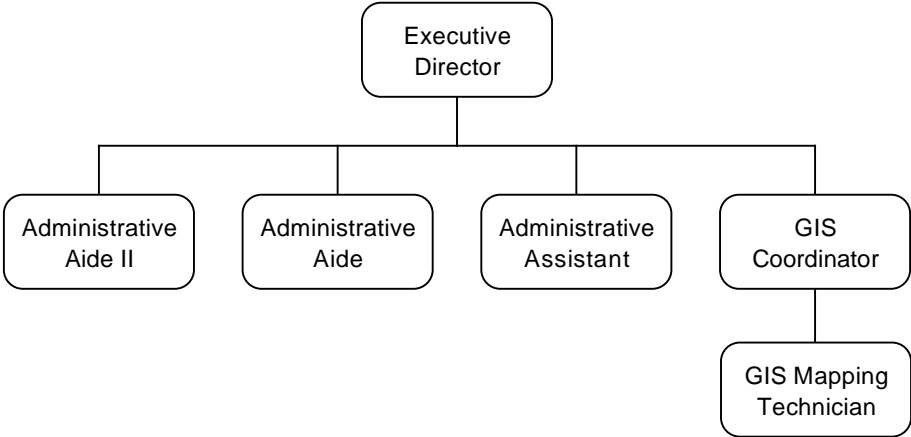 Executive
Director
Administrative
Aide II
Administrative
Aide
Administrative
Assistant
GIS
Coordinator
GIS Mapping
Technician